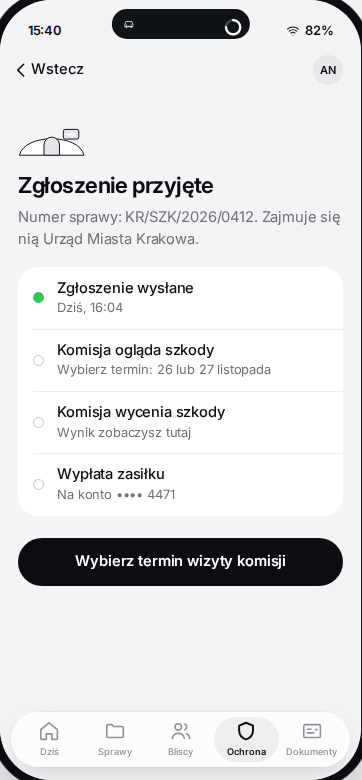 15:40
82%
Wstecz
AN
Zgłoszenie przyjęte
Numer sprawy: KR/SZK/2026/0412. Zajmuje się
nią Urząd Miasta Krakowa.
Zgłoszenie wysłane
Dziś, 16:04
Komisja ogląda szkody
Wybierz termin: 26 lub 27 listopada
Komisja wycenia szkody
Wynik zobaczysz tutaj
Wypłata zasiłku
Na konto •••• 4471
Wybierz termin wizyty komisji
Dziś
Sprawy
Bliscy
Ochrona
Dokumenty